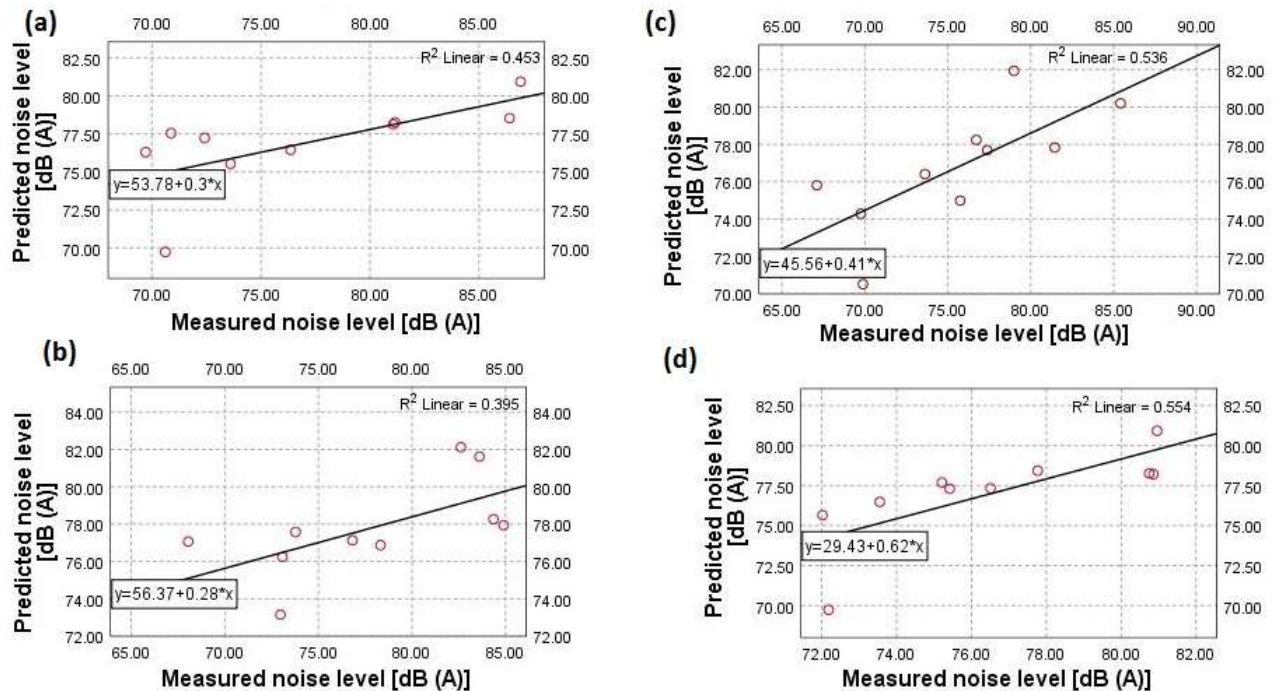 (a)
70.00 75.00 80.00 85.00
R² Linear = 0.453
82.50 82.50
80.00 80.00
77.50 77.50
75.00 75.00
72.50 72.50
70.00 70.00
y=53.78+0.3*x
Predicted noise level
[dB (A)]
70.00 75.00 80.00 85.00
Measured noise level [dB (A)]
(c)
65.00 70.00 75.00 80.00 85.00 90.00
R² Linear = 0.536
82.00 82.00
80.00 80.00
78.00 78.00
76.00 76.00
74.00 74.00
72.00 72.00
70.00 70.00
y=45.56+0.41*x
Predicted noise level
[dB (A)]
65.00 70.00 75.00 80.00 85.00 90.00
Measured noise level [dB (A)]
(b)
65.00 70.00 75.00 80.00 85.00
R² Linear = 0.395
84.00 84.00
82.00 82.00
80.00 80.00
78.00 78.00
76.00 76.00
74.00 74.00
72.00 72.00
y=56.37+0.28*x
Predicted noise level
[dB (A)]
65.00 70.00 75.00 80.00 85.00
Measured noise level [dB (A)]
(d)
R² Linear = 0.554
82.50 82.50
80.00 80.00
77.50 77.50
75.00 75.00
72.50 72.50
70.00 70.00
y=29.43+0.62*x
Predicted noise level
[dB (A)]
72.00 74.00 76.00 78.00 80.00 82.00
Measured noise level [dB (A)]